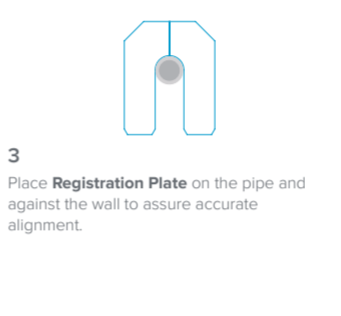 3
Place Registration Plate on the pipe and
against the wall to assure accurate
alignment.